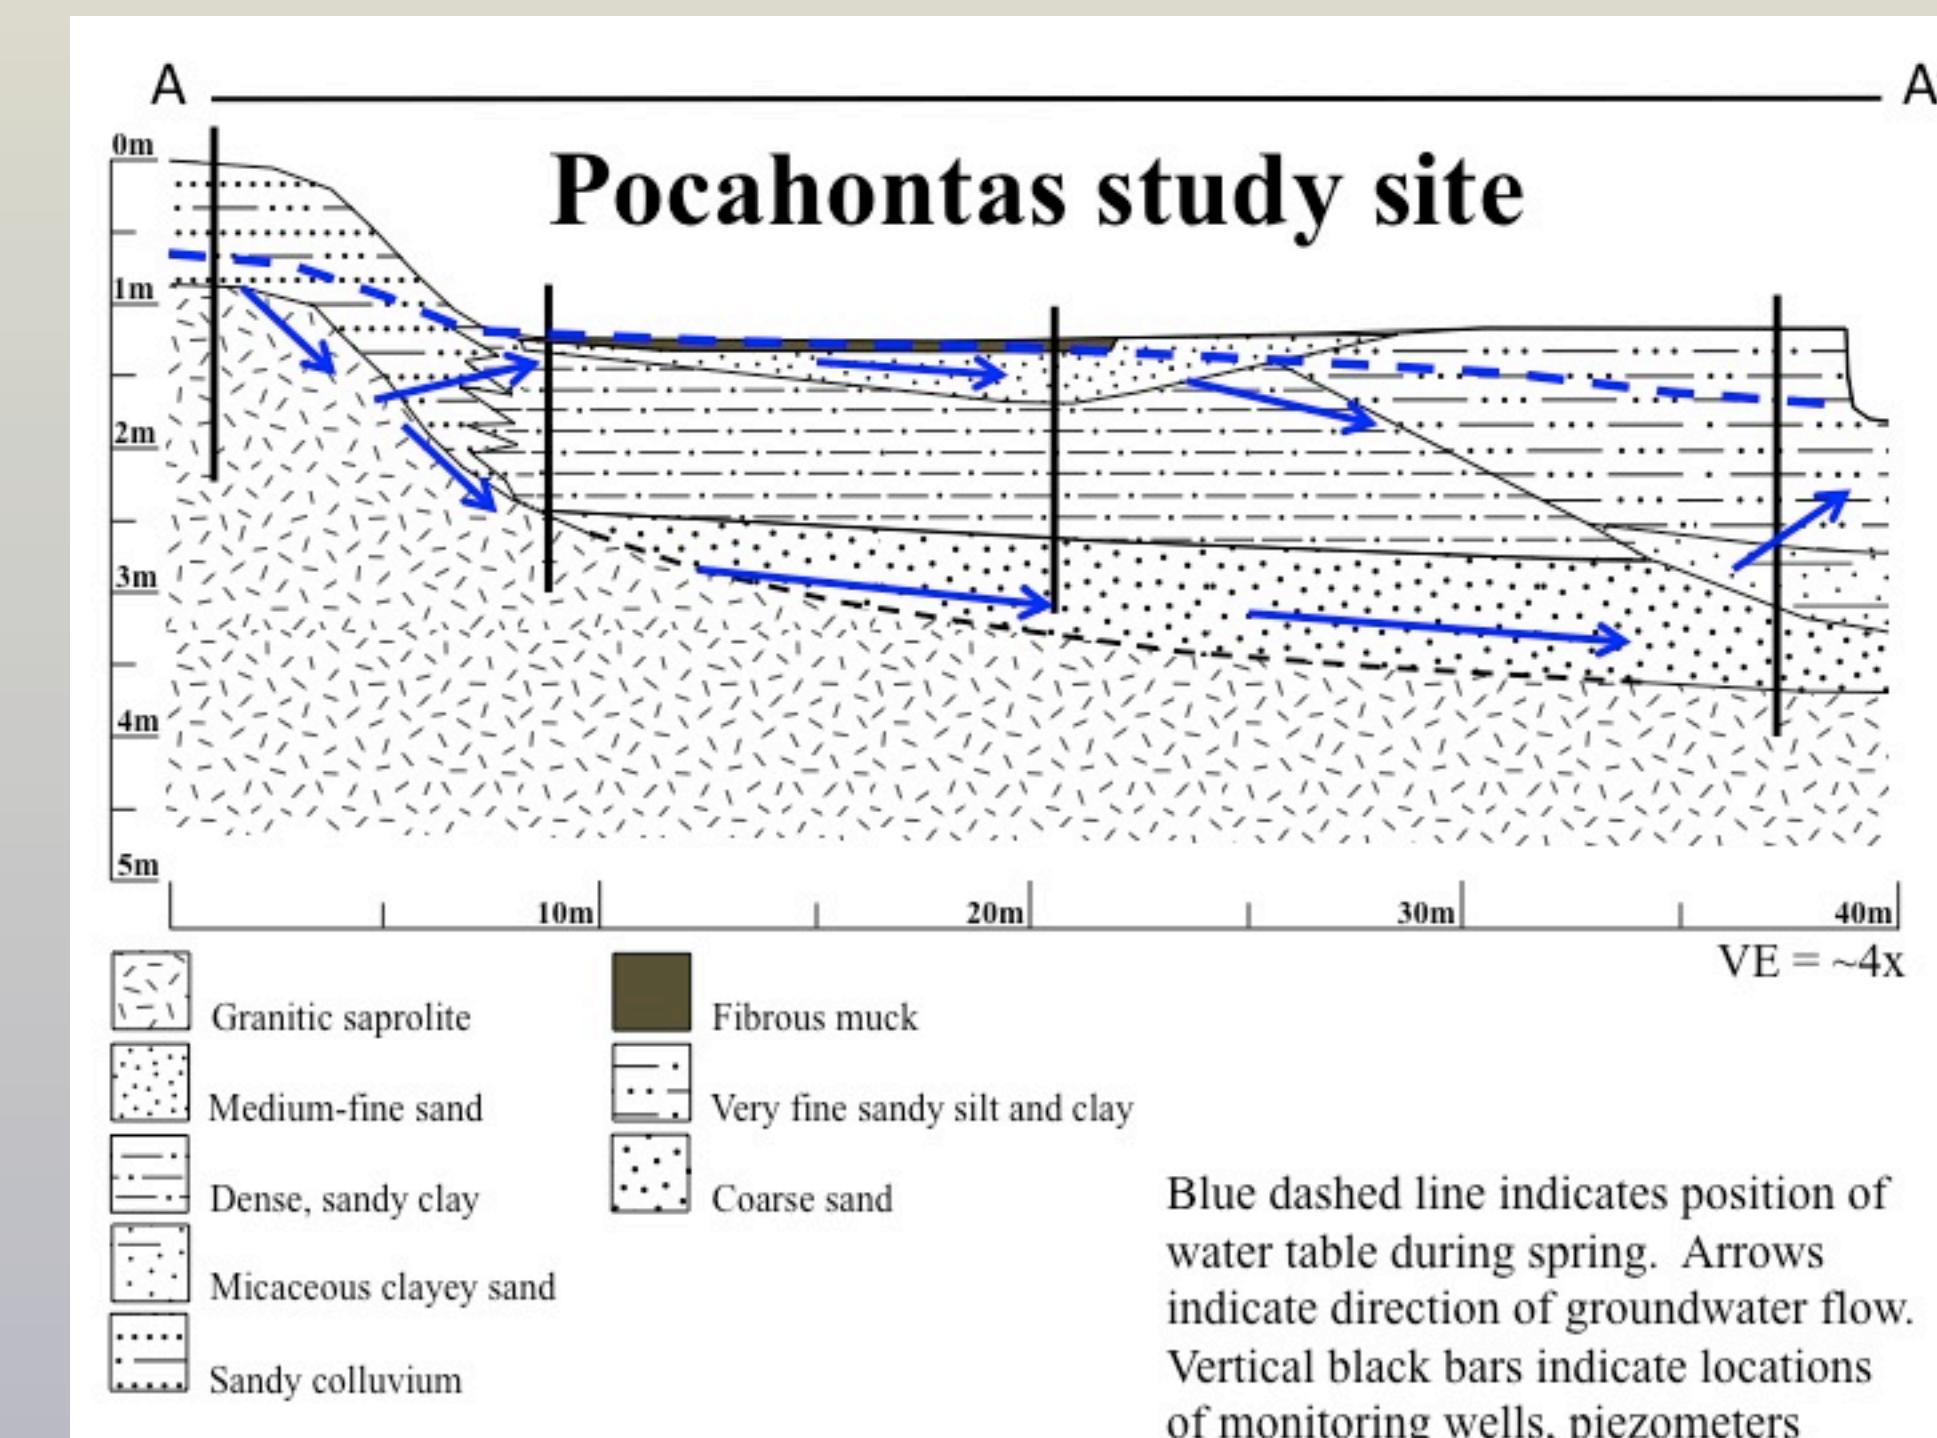 A A
Pocahontas study site
0m
1m
2m
3m
4m
5m
10m 20m 30m 40m
VE = ~4x
Granitic saprolite
Fibrous muck
Medium-fine sand
Very fine sandy silt and clay
Dense, sandy clay
Coarse sand
Micaceous clayey sand
Sandy colluvium
Blue dashed line indicates position of
water table during spring. Arrows
indicate direction of groundwater flow.
Vertical black bars indicate locations
of monitoring wells, piezometers